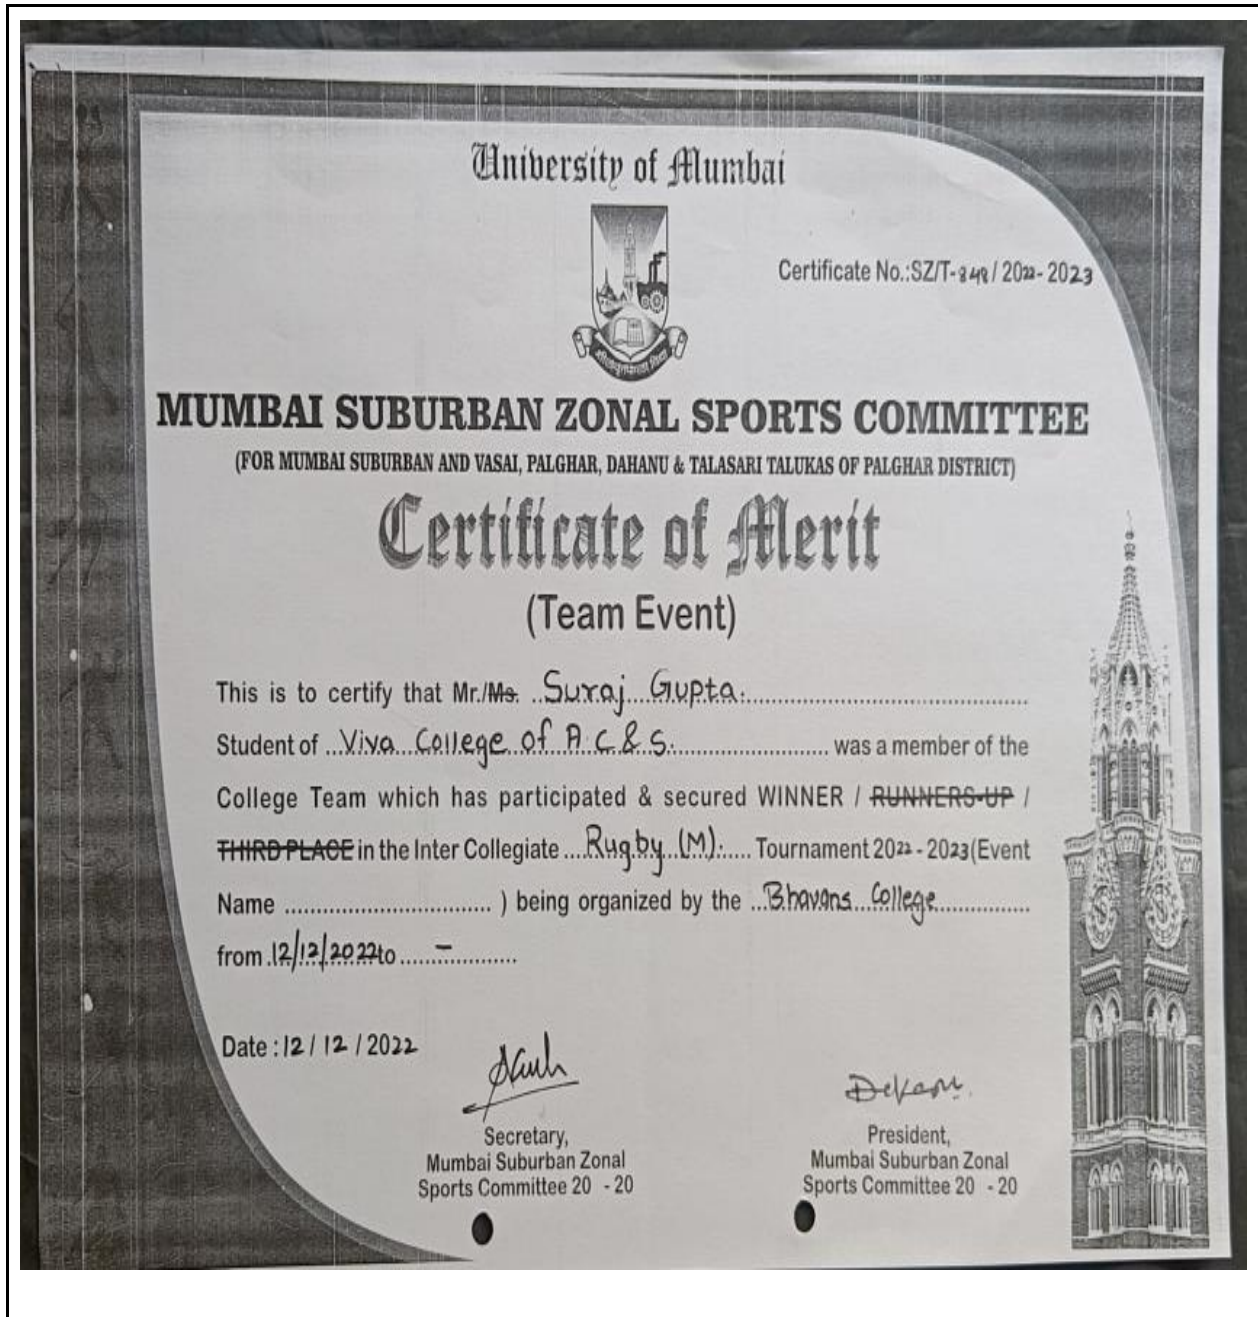 University of Mumbai
Certificate No.:SZ/T-848/2022-2023
MUMBAI SUBURBAN ZONAL SPORTS COMMITTEE
(FOR MUMBAI SUBURBAN AND VASAI, PALGHAR, DAHANU & TALASARI TALUKAS OF PALGHAR DISTRICT)
Certificate of Merit
(Team Event)
This is to certify that Mr./Ms. Suraj Gupta.
Student of Viva College of A.C & S. was a member of the
College Team which has participated & secured WINNER / RUNNERS-UP /
THIRD PLACE in the Inter Collegiate Rugby (M). Tournament 2022 - 2023 (Event
Name .............................. ) being organized by the Bhavans College
from 12/12/2022 to -
Date : 12 / 12 / 2022
Secretary,
Mumbai Suburban Zonal
Sports Committee 20 - 20
President,
Mumbai Suburban Zonal
Sports Committee 20 - 20